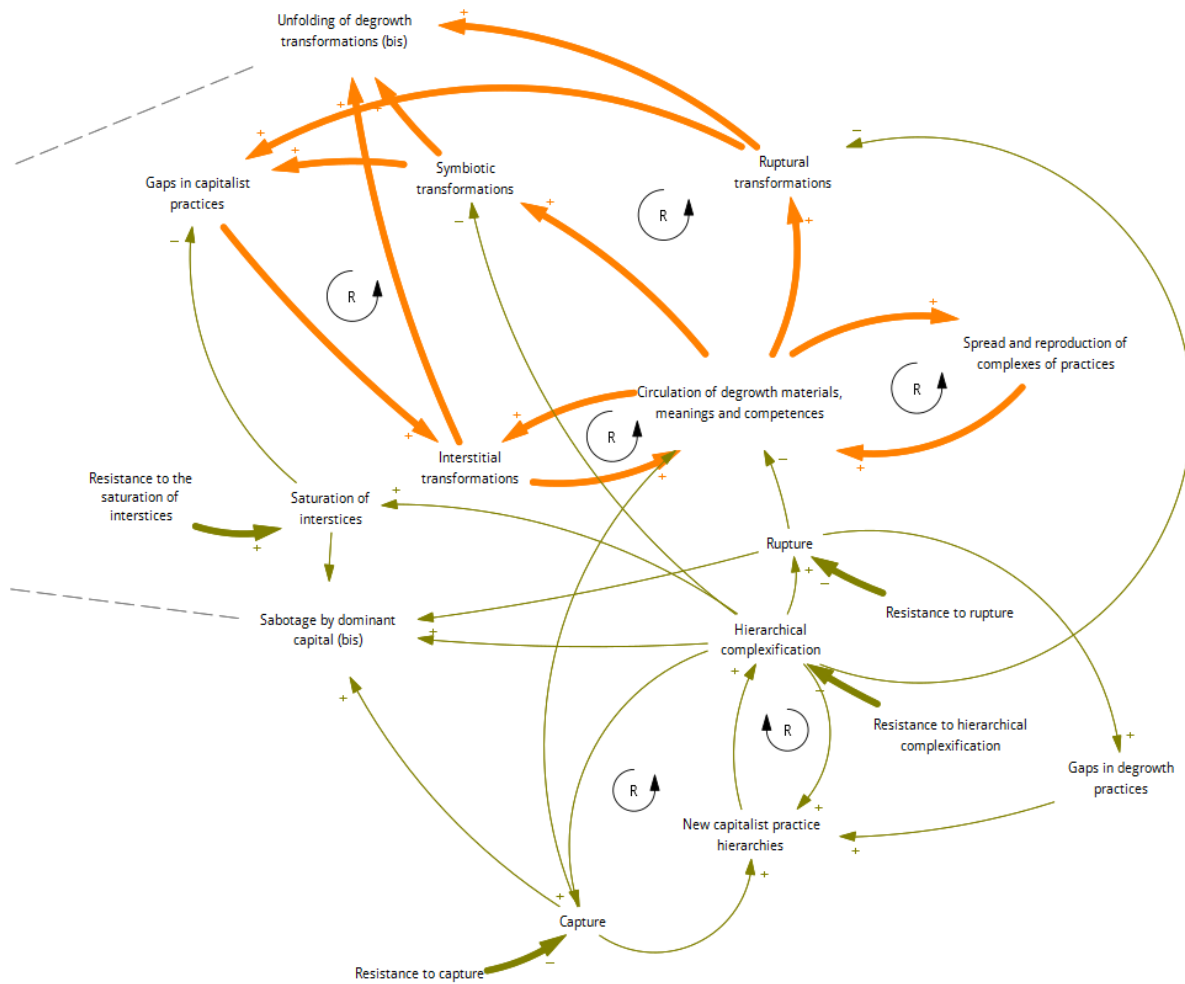 Unfolding of degrowth
transformations (bis)
+
+
+
+
+
−
Ruptural
transformations
Symbiotic
transformations
Gaps in capitalist
practices
R
+
−
+
−
R
+
Spread and reproduction of
complexes of practices
R
Circulation of degrowth materials,
meanings and competences
+
+
R
−
+
+
Interstitial
transformations
Resistance to the
saturation of
interstices
Saturation of
interstices
+
+
Rupture
+
−
Resistance to rupture
Sabotage by dominant
capital (bis)
+
Hierarchical
complexification
+
−
+
Resistance to hierarchical
complexification
R
+
Gaps in degrowth
practices
R
+
New capitalist practice
hierarchies
+
+
+
Capture
−
Resistance to capture